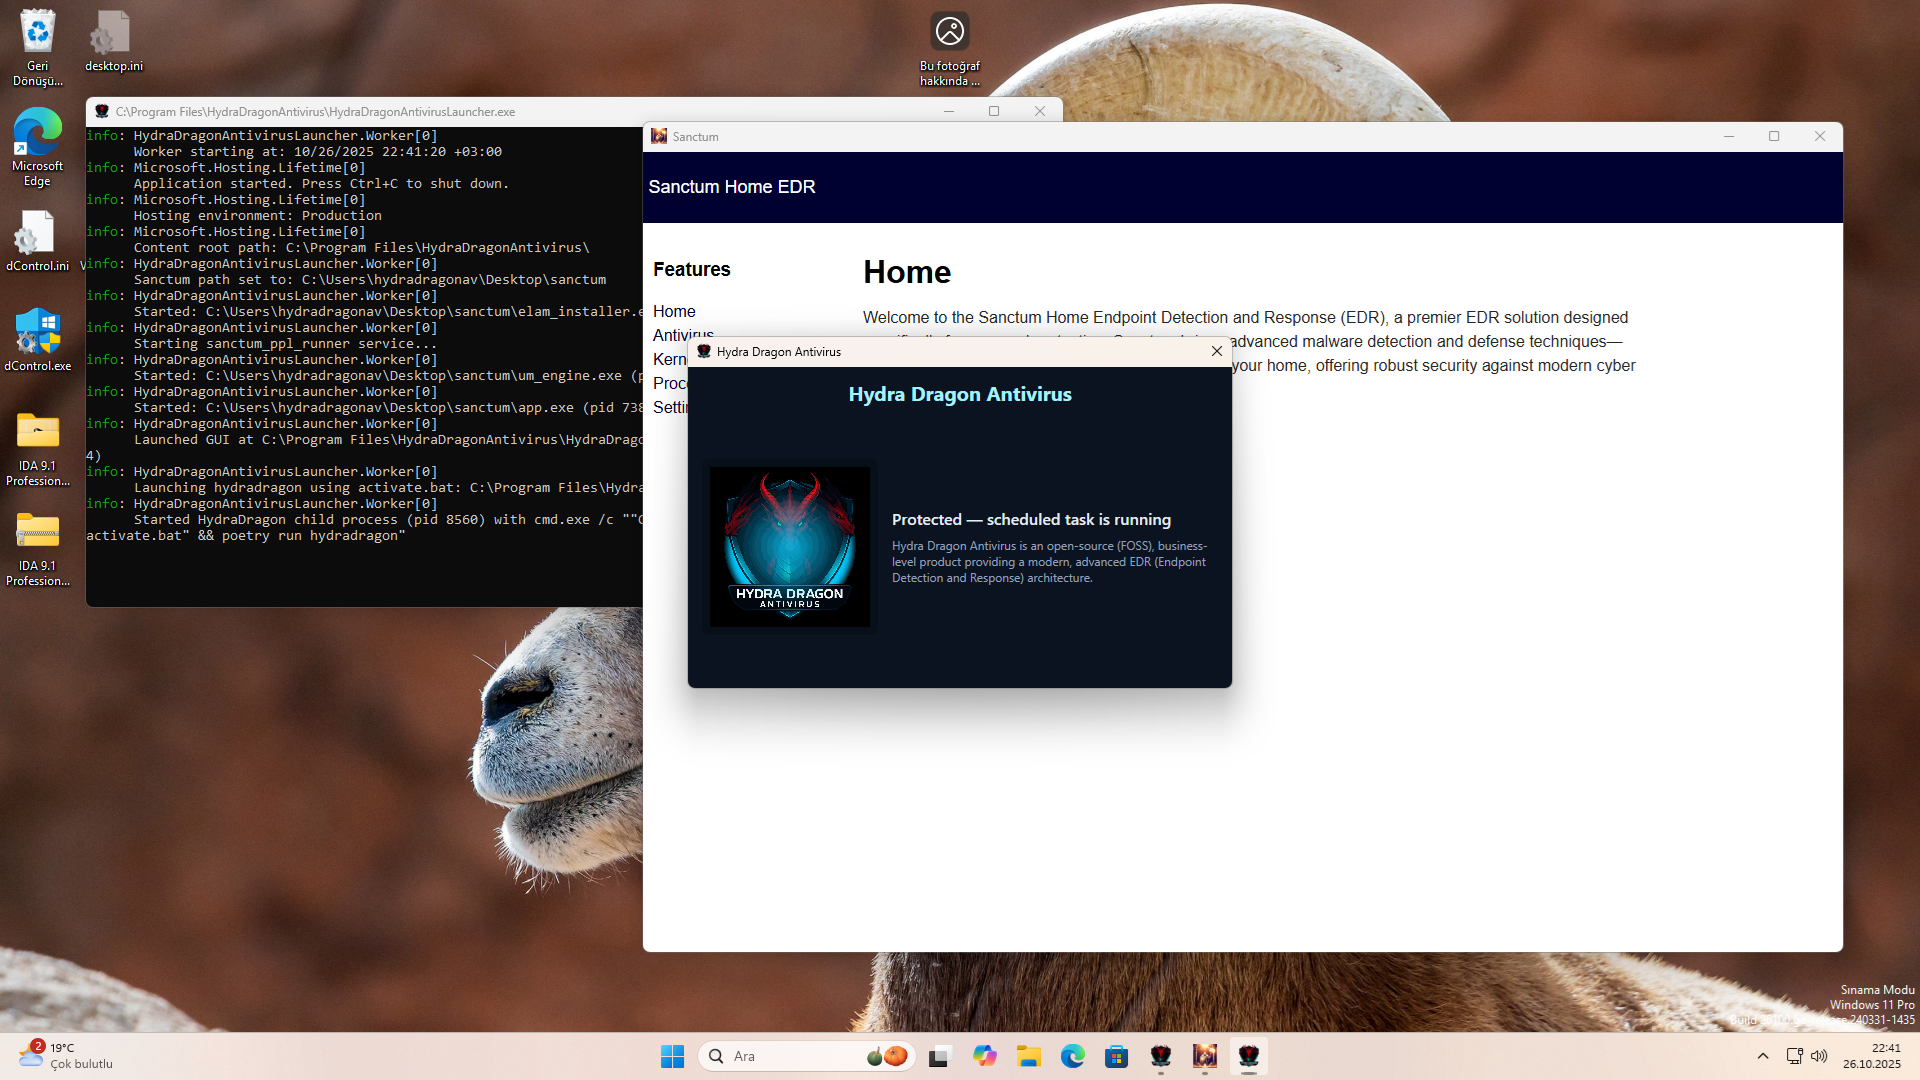 Geri
Dönüşü...
desktop.ini
Bu fotoğraf
hakkında ...
Microsoft
Edge
dControl.ini
dControl.exe
IDA 9.1
Profession...
IDA 9.1
Profession...
C:\Program Files\HydraDragonAntivirus\HydraDragonAntivirusLauncher.exe
info: HydraDragonAntivirusLauncher.Worker[0]
Worker starting at: 10/26/2025 22:41:20 +03:00
info: Microsoft.Hosting.Lifetime[0]
Application started. Press Ctrl+C to shut down.
info: Microsoft.Hosting.Lifetime[0]
Hosting environment: Production
info: Microsoft.Hosting.Lifetime[0]
Content root path: C:\Program Files\HydraDragonAntivirus\
info: HydraDragonAntivirusLauncher.Worker[0]
Sanctum path set to: C:\Users\hydradragonav\Desktop\sanctum
info: HydraDragonAntivirusLauncher.Worker[0]
Started: C:\Users\hydradragonav\Desktop\sanctum\elam_installer.e
info: HydraDragonAntivirusLauncher.Worker[0]
Starting sanctum_ppl_runner service...
info: HydraDragonAntivirusLauncher.Worker[0]
Started: C:\Users\hydradragonav\Desktop\sanctum\um_engine.exe (p
info: HydraDragonAntivirusLauncher.Worker[0]
Started: C:\Users\hydradragonav\Desktop\sanctum\app.exe (pid 738
info: HydraDragonAntivirusLauncher.Worker[0]
Launched GUI at C:\Program Files\HydraDragonAntivirus\HydraDrago
4)
info: HydraDragonAntivirusLauncher.Worker[0]
Launching hydradragon using activate.bat: C:\Program Files\Hydra
info: HydraDragonAntivirusLauncher.Worker[0]
Started HydraDragon child process (pid 8560) with cmd.exe /c ""C
activate.bat" && poetry run hydradragon"
Sanctum
Sanctum Home EDR
Features
Home
Antivirus
Kern
Proc
Settin
Home
Welcome to the Sanctum Home Endpoint Detection and Response (EDR), a premier EDR solution designed
advanced malware detection and defense techniques—
your home, offering robust security against modern cyber
Hydra Dragon Antivirus
Hydra Dragon Antivirus
HYDRA DRAGON
ANTIVIRUS
Protected — scheduled task is running
Hydra Dragon Antivirus is an open-source (FOSS), business-
level product providing a modern, advanced EDR (Endpoint
Detection and Response) architecture.
Sınama Modu
Windows 11 Pro
240331-1435
2
19°C
Çok bulutlu
Ara
22:41
26.10.2025